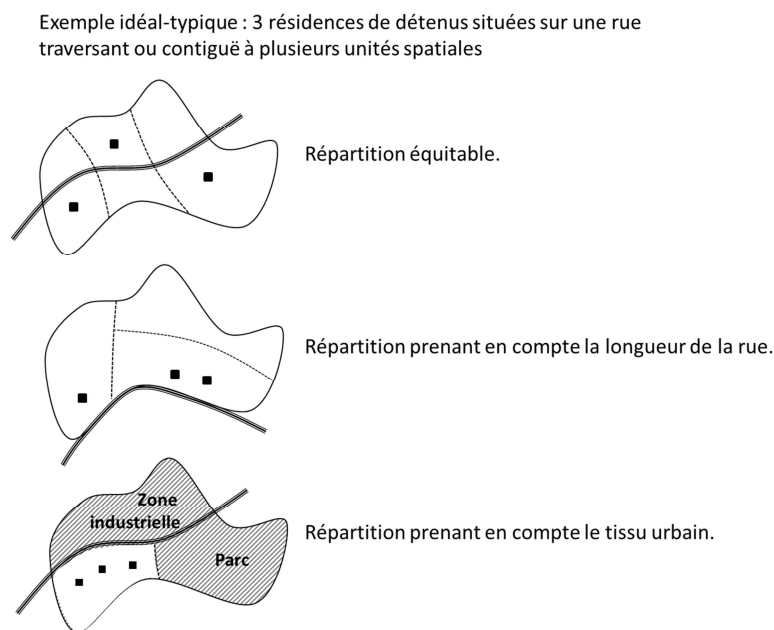 Exemple idéal-typique : 3 résidences de détenus situées sur une rue
traversant ou contiguë à plusieurs unités spatiales
Répartition équitable.
Répartition prenant en compte la longueur de la rue.
Zone
industrielle
Répartition prenant en compte le tissu urbain.
Parc